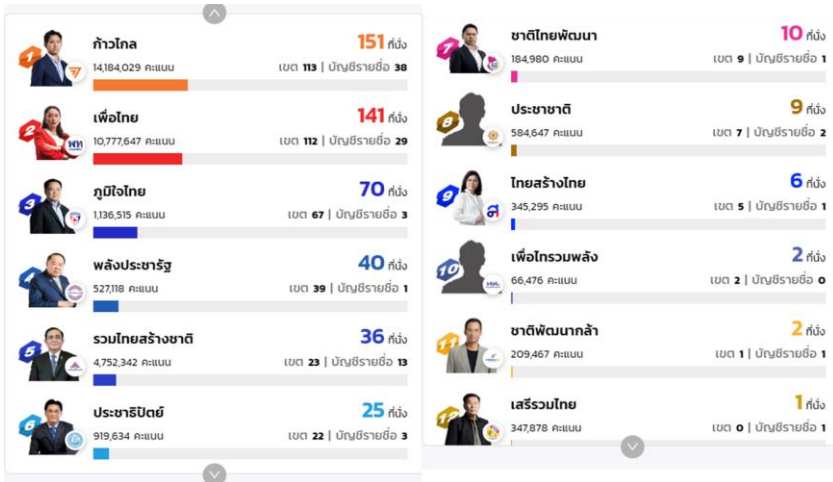 1
ก้าวไกล
151 ที่นั่ง
14,184,029 คะแนน
เขต 113 | บัญชีรายชื่อ 38
2
เพื่อไทย
141 ที่นั่ง
พท
10,777,647 คะแนน
เขต 112 | บัญชีรายชื่อ 29
3
ภูมิใจไทย
70 ที่นั่ง
1,136,515 คะแนน
เขต 67 | บัญชีรายชื่อ 3
4
พลังประชารัฐ
40 ที่นั่ง
527,118 คะแนน
เขต 39 | บัญชีรายชื่อ 1
5
รวมไทยสร้างชาติ
36 ที่นั่ง
4,752,342 คะแนน
เขต 23 | บัญชีรายชื่อ 13
6
ประชาธิปัตย์
25 ที่นั่ง
919,634 คะแนน
เขต 22 | บัญชีรายชื่อ 3
7
ชาติไทยพัฒนา
10 ที่นั่ง
184,980 คะแนน
เขต 9 | บัญชีรายชื่อ 1
8
ประชาชาติ
9 ที่นั่ง
584,647 คะแนน
เขต 7 | บัญชีรายชื่อ 2
9
ไทยสร้างไทย
6 ที่นั่ง
345,295 คะแนน
เขต 5 | บัญชีรายชื่อ 1
10
เพื่อไทรวมพลัง
2 ที่นั่ง
66,476 คะแนน
เขต 2 | บัญชีรายชื่อ 0
11
ชาติพัฒนากล้า
2 ที่นั่ง
209,467 คะแนน
เขต 1 | บัญชีรายชื่อ 1
12
เสรีรวมไทย
1 ที่นั่ง
347,878 คะแนน
เขต 0 | บัญชีรายชื่อ 1